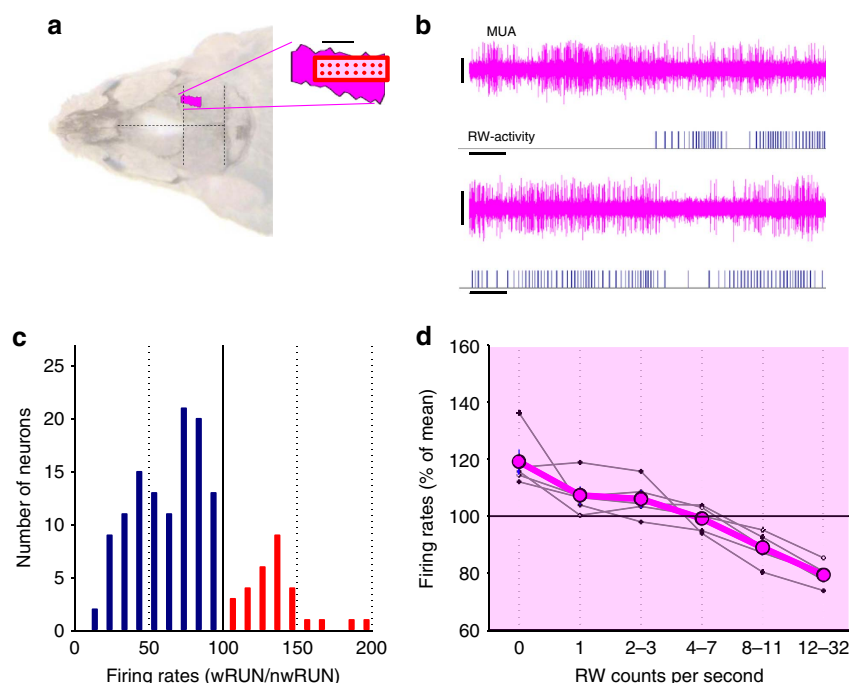 a
b
MUA
RW-activity
c
25
20
15
10
5
0
Number of neurons
0 50 100 150 200
Firing rates (wRUN/nwRUN)
d
160
140
120
100
80
60
Firing rates (% of mean)
0 1 2–3 4–7 8–11 12–32
RW counts per second